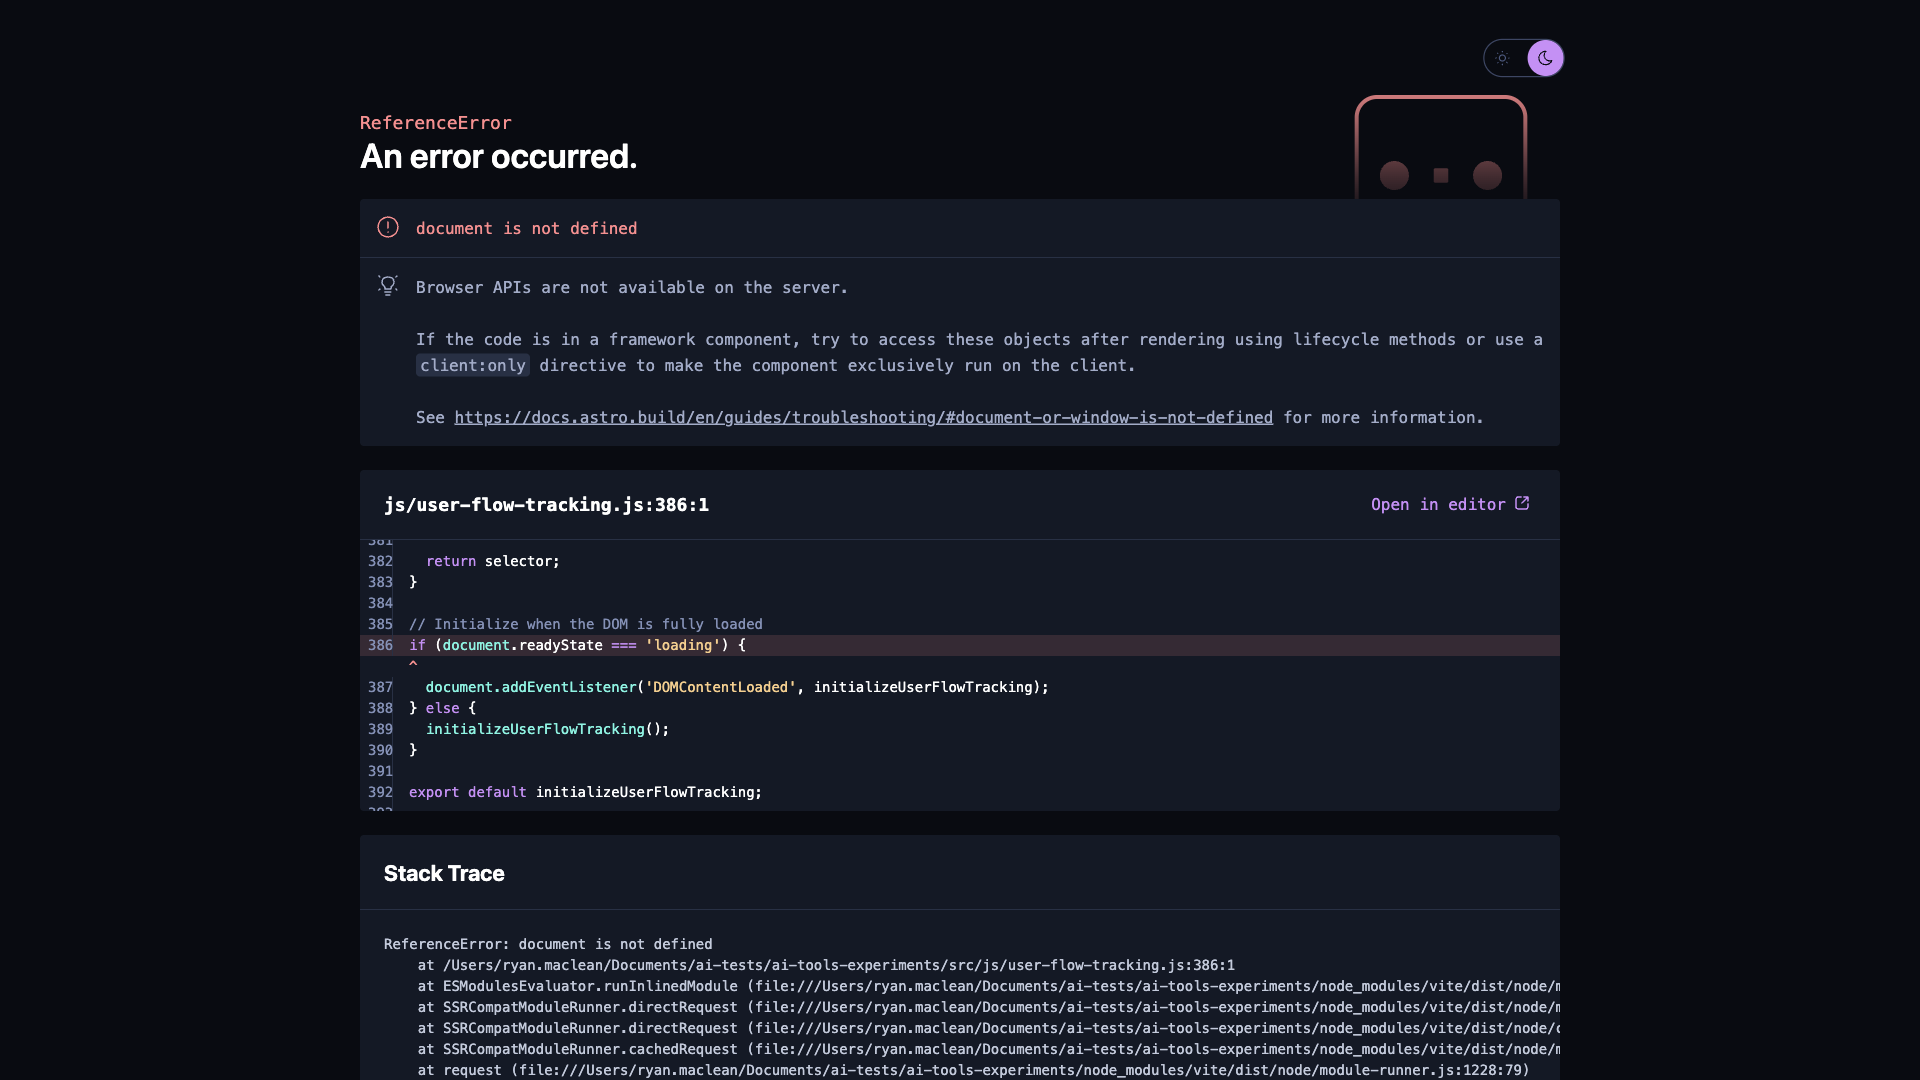 ReferenceError
An error occurred.
document is not defined
Browser APIs are not available on the server.
If the code is in a framework component, try to access these objects after rendering using lifecycle methods or use a
client:only directive to make the component exclusively run on the client.
See https://docs.astro.build/en/guides/troubleshooting/#document-or-window-is-not-defined for more information.
js/user-flow-tracking.js:386:1
Open in editor
381
382 return selector;
383 }
384
385 // Initialize when the DOM is fully loaded
386 if (document.readyState === 'loading') {
^
387 document.addEventListener('DOMContentLoaded', initializeUserFlowTracking);
388 } else {
389 initializeUserFlowTracking();
390 }
391
392 export default initializeUserFlowTracking;
393
Stack Trace
ReferenceError: document is not defined
at /Users/ryan.maclean/Documents/ai-tests/ai-tools-experiments/src/js/user-flow-tracking.js:386:1
at ESModulesEvaluator.runInlinedModule (file:///Users/ryan.maclean/Documents/ai-tests/ai-tools-experiments/node_modules/vite/dist/node/m
at SSRCompatModuleRunner.directRequest (file:///Users/ryan.maclean/Documents/ai-tests/ai-tools-experiments/node_modules/vite/dist/node/m
at SSRCompatModuleRunner.directRequest (file:///Users/ryan.maclean/Documents/ai-tests/ai-tools-experiments/node_modules/vite/dist/node/c
at SSRCompatModuleRunner.cachedRequest (file:///Users/ryan.maclean/Documents/ai-tests/ai-tools-experiments/node_modules/vite/dist/node/m
at request (file:///Users/ryan.maclean/Documents/ai-tests/ai-tools-experiments/node_modules/vite/dist/node/module-runner.js:1228:79)